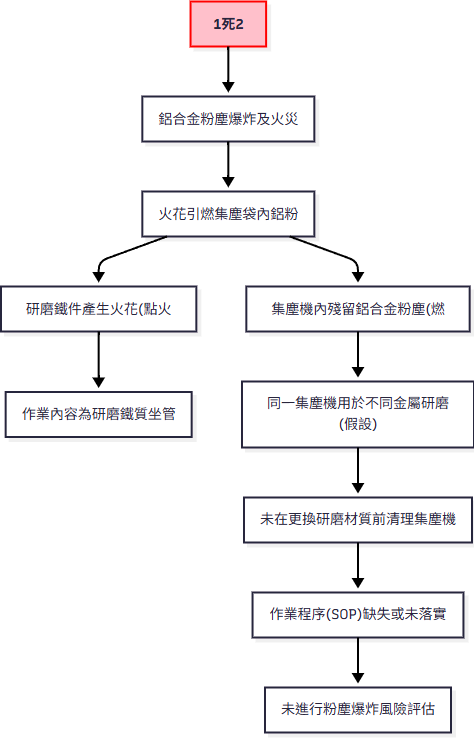 1死2
鋁合金粉塵爆炸及火災
火花引燃集塵袋內鋁粉
研磨鐵件產生火花(點火
集塵機內殘留鋁合金粉塵(燃
作業內容為研磨鐵質坐管
同一集塵機用於不同金屬研磨
(假設)
未在更換研磨材質前清理集塵機
作業程序(SOP)缺失或未落實
未進行粉塵爆炸風險評估